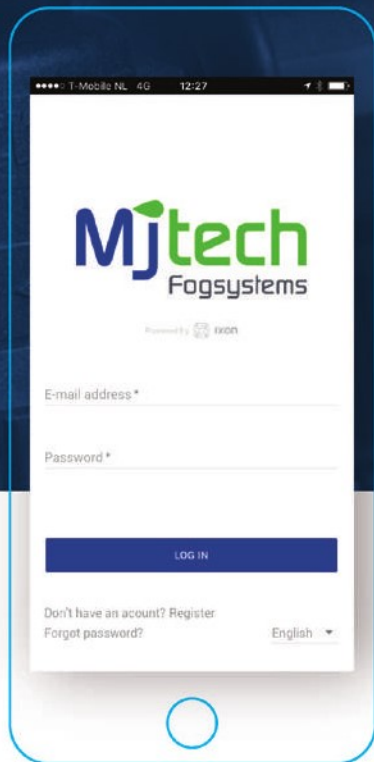 T-Mobile NL 4G 12:27
Mjtech
Fogsystems
Powered by ixon
E-mail address *
Password *
LOG IN
Don't have an acount? Register
Forgot password?
English